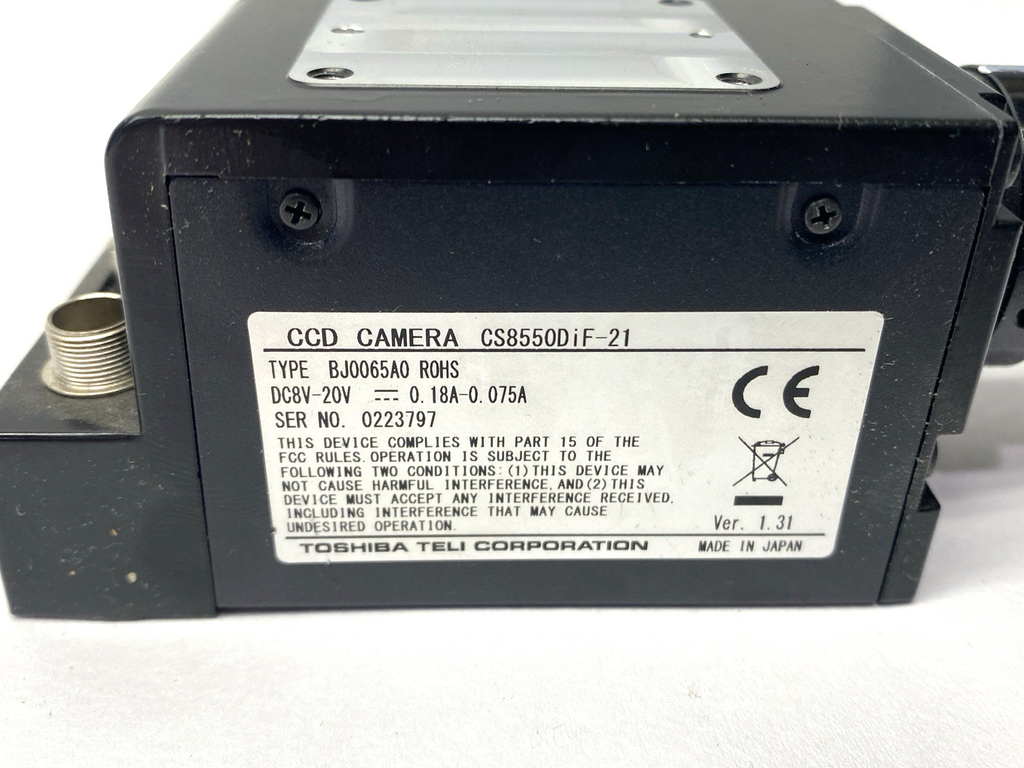 CCD CAMERA CS8550DiF-21
TYPE BJ0065A0 ROHS
DC8V-20V ⎓ 0.18A-0.075A
SER NO. 0223797
THIS DEVICE COMPLIES WITH PART 15 OF THE
FCC RULES.OPERATION IS SUBJECT TO THE
FOLLOWING TWO CONDITIONS:(1)THIS DEVICE MAY
NOT CAUSE HARMFUL INTERFERENCE,AND(2)THIS
DEVICE MUST ACCEPT ANY INTERFERENCE RECEIVED,
INCLUDING INTERFERENCE THAT MAY CAUSE
UNDESIRED OPERATION.
CE
Ver. 1.31
TOSHIBA TELI CORPORATION MADE IN JAPAN